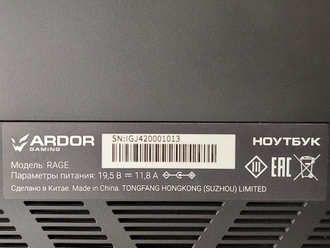 ARDOR
GAMING
SN:IGJ420001013
НОУТБУК
Модель: RAGE
Параметры питания: 19,5 В ⎓ 11,8 А
Сделано в Китае. Made in China. TONGFANG HONGKONG (SUZHOU) LIMITED
EAC